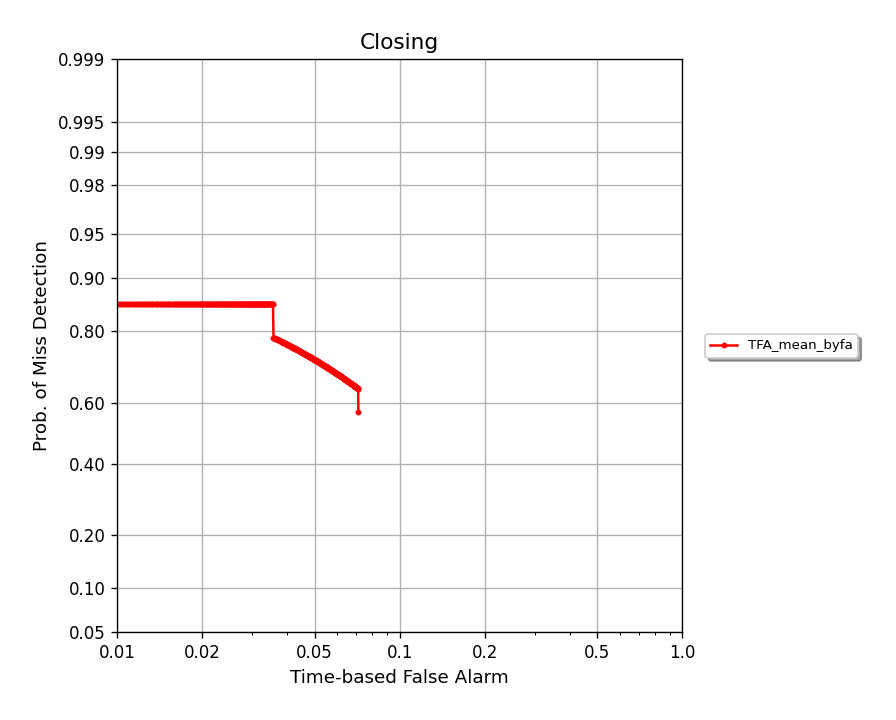 Closing
Prob. of Miss Detection
0.999
0.995
0.99
0.98
0.95
0.90
0.80
0.60
0.40
0.20
0.10
0.05
0.01 0.02 0.05 0.1 0.2 0.5 1.0
Time-based False Alarm
TFA_mean_byfa